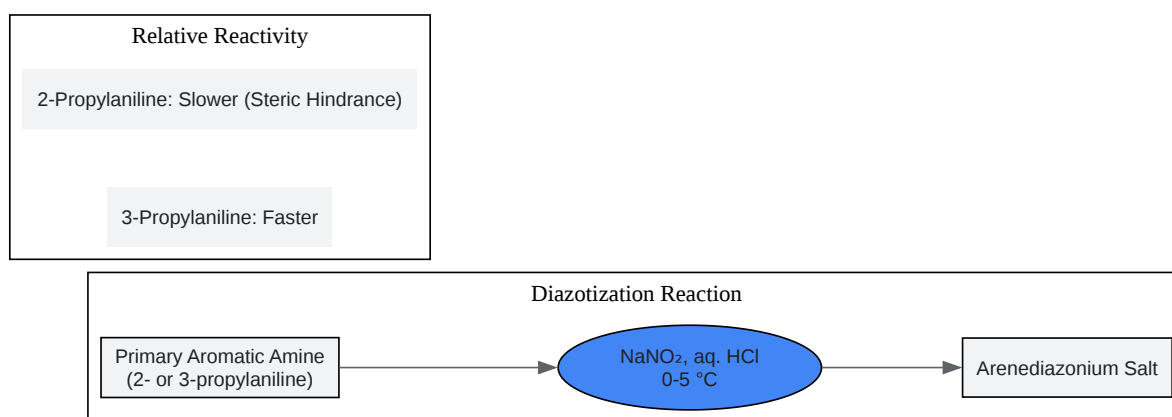 Relative Reactivity
2-Propylaniline: Slower (Steric Hindrance)
3-Propylaniline: Faster
Diazotization Reaction
Primary Aromatic Amine
(2- or 3-propylaniline)
NaNO₂, aq. HCl
0-5 °C
Arenediazonium Salt